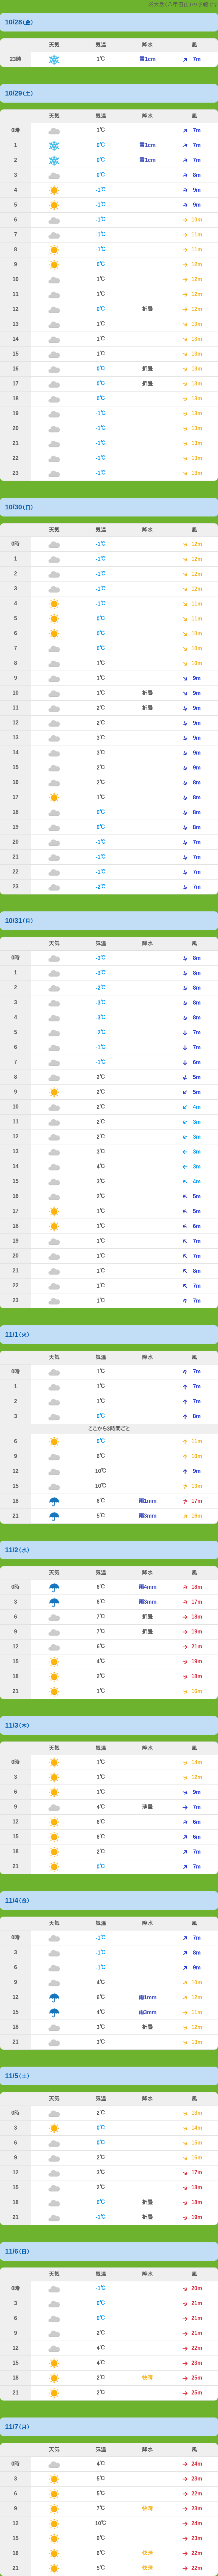 ※大岳(八甲田山)の予報です
10/28(金)
天気 気温 降水 風
23時 1℃ 雪1cm 7m
10/29(土)
天気 気温 降水 風
0時 1℃ 7m
1 0℃ 雪1cm 7m
2 0℃ 雪1cm 7m
3 0℃ 8m
4 -1℃ 9m
5 -1℃ 9m
6 -1℃ 10m
7 -1℃ 11m
8 -1℃ 11m
9 0℃ 12m
10 1℃ 12m
11 1℃ 12m
12 0℃ 折曇 12m
13 1℃ 13m
14 1℃ 13m
15 1℃ 13m
16 0℃ 折曇 13m
17 0℃ 折曇 13m
18 0℃ 13m
19 -1℃ 13m
20 -1℃ 13m
21 -1℃ 13m
22 -1℃ 13m
23 -1℃ 12m
10/30(日)
天気 気温 降水 風
0時 -1℃ 12m
1 -1℃ 12m
2 -1℃ 12m
3 -1℃ 12m
4 -1℃ 11m
5 0℃ 11m
6 0℃ 10m
7 0℃ 10m
8 1℃ 10m
9 1℃ 9m
10 1℃ 折曇 9m
11 2℃ 折曇 9m
12 2℃ 9m
13 3℃ 9m
14 3℃ 9m
15 2℃ 9m
16 2℃ 8m
17 1℃ 8m
18 0℃ 8m
19 0℃ 8m
20 -1℃ 7m
21 -1℃ 7m
22 -1℃ 7m
23 -2℃ 7m
10/31(月)
天気 気温 降水 風
0時 -3℃ 8m
1 -3℃ 8m
2 -2℃ 8m
3 -3℃ 8m
4 -3℃ 8m
5 -2℃ 7m
6 -1℃ 7m
7 -1℃ 6m
8 2℃ 5m
9 2℃ 5m
10 2℃ 4m
11 2℃ 3m
12 2℃ 3m
13 3℃ 3m
14 4℃ 3m
15 3℃ 4m
16 2℃ 5m
17 1℃ 5m
18 1℃ 6m
19 1℃ 7m
20 1℃ 7m
21 1℃ 8m
22 1℃ 7m
23 1℃ 7m
11/1(火)
天気 気温 降水 風
0時 1℃ 7m
1 1℃ 7m
2 1℃ 7m
3 0℃ 8m
ここから3時間ごと
6 0℃ 11m
9 6℃ 10m
12 10℃ 9m
15 10℃ 13m
18 6℃ 雨1mm 17m
21 5℃ 雨3mm 16m
11/2(水)
天気 気温 降水 風
0時 6℃ 雨4mm 18m
3 6℃ 雨3mm 17m
6 7℃ 折曇 18m
9 7℃ 折曇 19m
12 6℃ 21m
15 4℃ 19m
18 2℃ 18m
21 1℃ 16m
11/3(木)
天気 気温 降水 風
0時 1℃ 14m
3 1℃ 12m
6 1℃ 9m
9 4℃ 薄曇 7m
12 6℃ 6m
15 6℃ 6m
18 2℃ 7m
21 0℃ 7m
11/4(金)
天気 気温 降水 風
0時 -1℃ 7m
3 -1℃ 8m
6 -1℃ 9m
9 4℃ 10m
12 6℃ 雨1mm 10m
15 4℃ 雨3mm 11m
18 3℃ 折曇 12m
21 3℃ 13m
11/5(土)
天気 気温 降水 風
0時 2℃ 13m
3 0℃ 14m
6 0℃ 15m
9 2℃ 16m
12 3℃ 17m
15 2℃ 18m
18 0℃ 折曇 18m
21 -1℃ 折曇 19m
11/6(日)
天気 気温 降水 風
0時 -1℃ 20m
3 0℃ 21m
6 0℃ 21m
9 2℃ 21m
12 4℃ 22m
15 4℃ 23m
18 2℃ 快晴 25m
21 2℃ 25m
11/7(月)
天気 気温 降水 風
0時 4℃ 24m
3 5℃ 23m
6 5℃ 22m
9 7℃ 快晴 23m
12 10℃ 24m
15 9℃ 23m
18 6℃ 快晴 22m
21 5℃ 快晴 22m